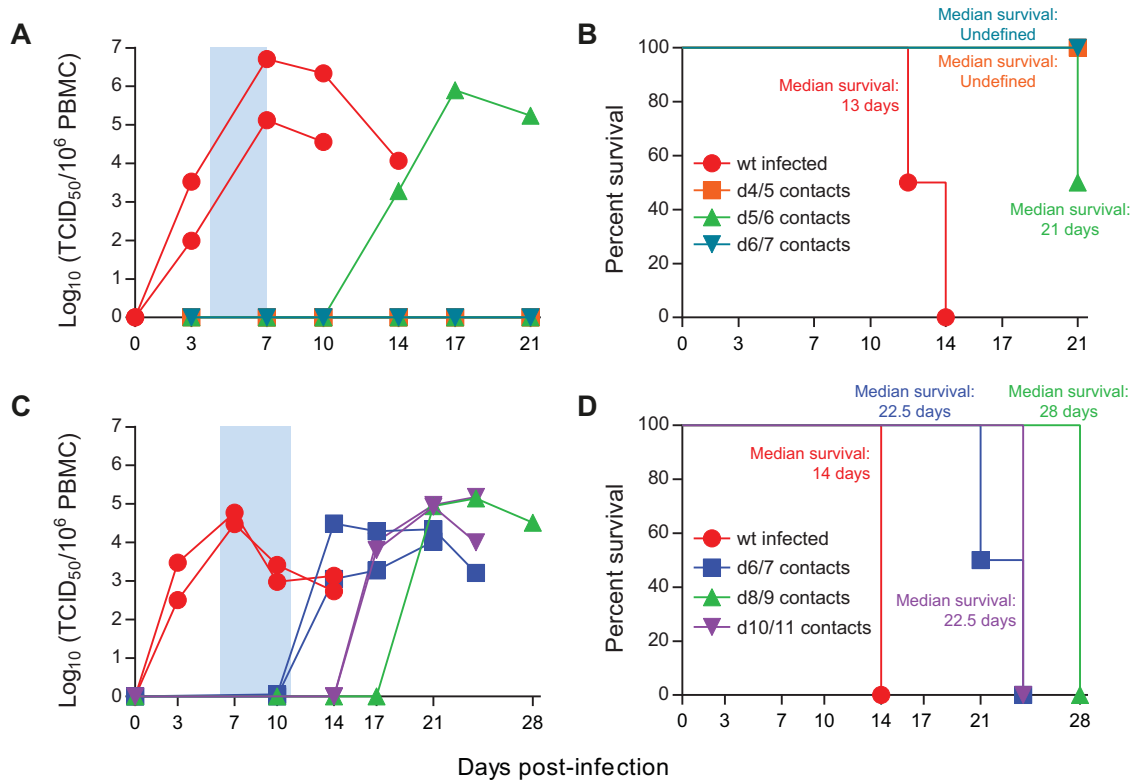 A
Log₁₀ (TCID₅₀/10⁶ PBMC)
7
6
5
4
3
2
1
0
0 3 7 10 14 17 21
B
Percent survival
100
80
60
40
20
0
0 3 7 10 14 17 21
Median survival:
Undefined
Median survival:
Undefined
Median survival:
13 days
Median survival:
21 days
wt infected
d4/5 contacts
d5/6 contacts
d6/7 contacts
C
Log₁₀ (TCID₅₀/10⁶ PBMC)
7
6
5
4
3
2
1
0
0 3 7 10 14 17 21 28
D
Percent survival
100
80
60
40
20
0
0 3 7 10 14 17 21 28
Median survival:
22.5 days
Median survival:
28 days
Median survival:
14 days
Median survival:
22.5 days
wt infected
d6/7 contacts
d8/9 contacts
d10/11 contacts
Days post-infection